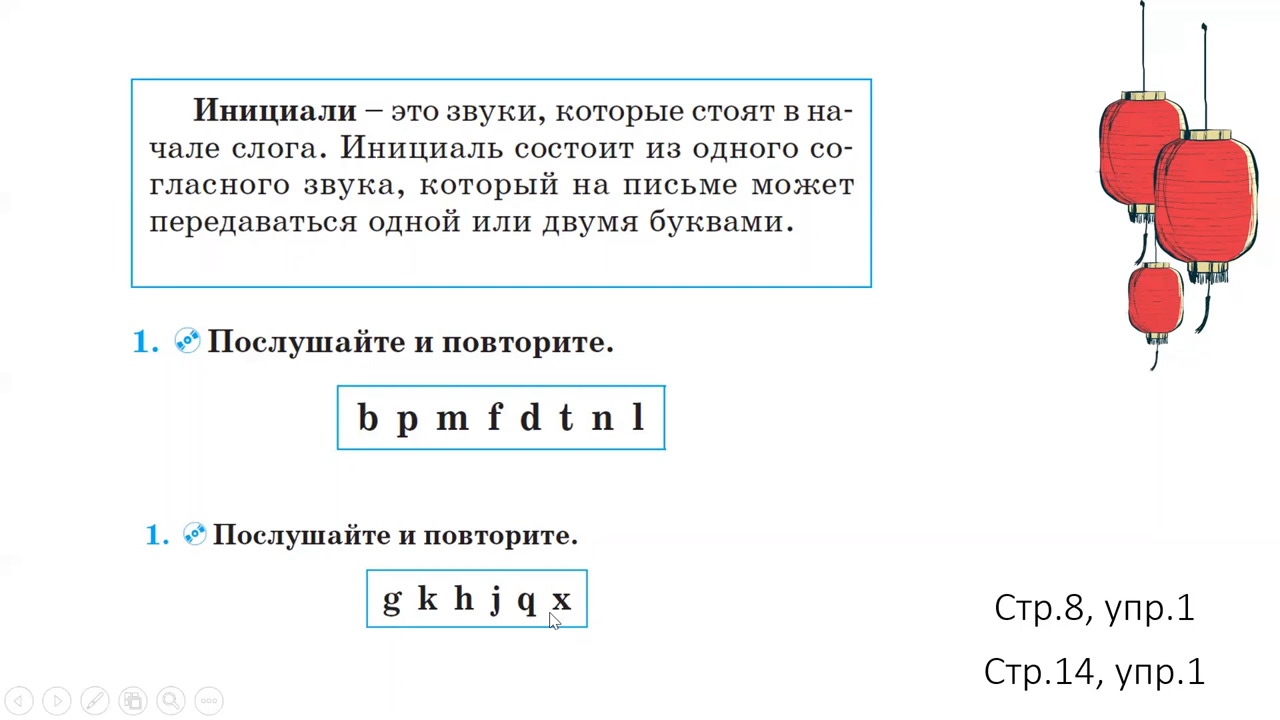 Инициали – это звуки, которые стоят в на-
чале слога. Инициаль состоит из одного со-
гласного звука, который на письме может
передаваться одной или двумя буквами.
1. Послушайте и повторите.
b p m f d t n l
1. Послушайте и повторите.
g k h j q x
Стр.8, упр.1
Стр.14, упр.1